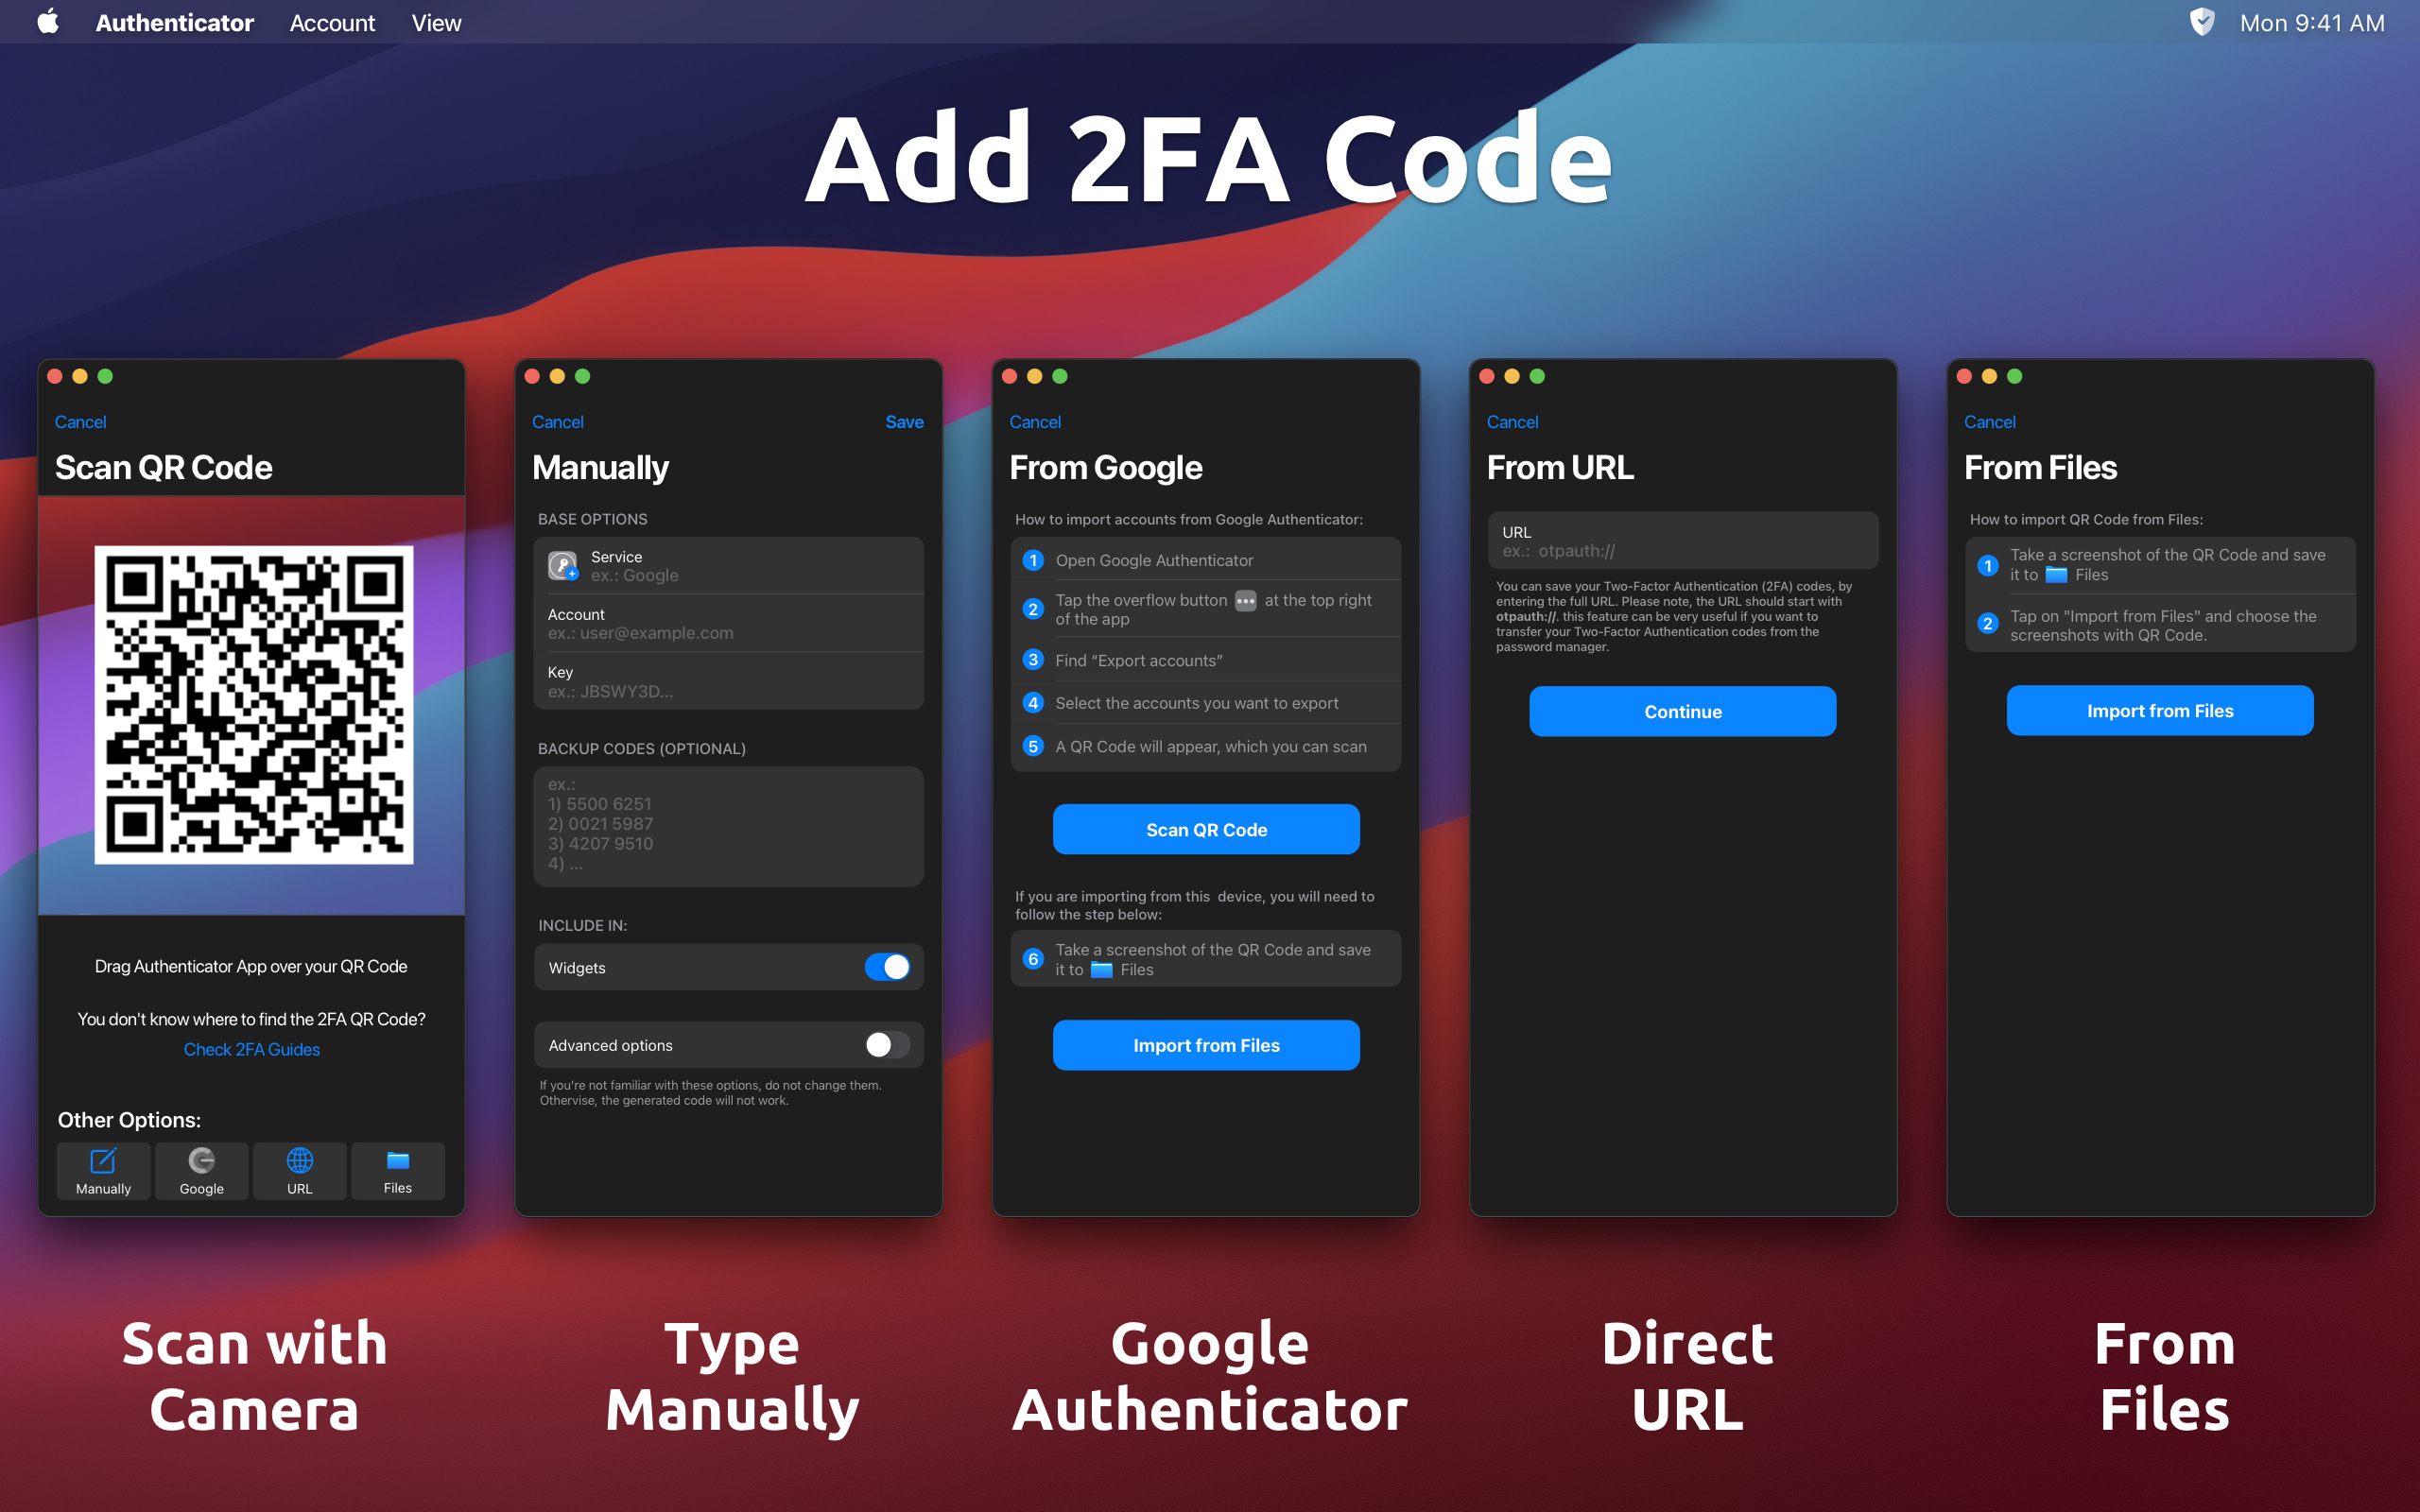 Authenticator Account View
Mon 9:41 AM
Add 2FA Code
Cancel
Scan QR Code
Drag Authenticator App over your QR Code
You don't know where to find the 2FA QR Code?
Check 2FA Guides
Other Options:
Manually Google URL Files
Cancel Save
Manually
BASE OPTIONS
Service
ex.: Google
Account
ex.: user@example.com
Key
ex.: JBSWY3D...
BACKUP CODES (OPTIONAL)
ex.:
1) 5500 6251
2) 0021 5987
3) 4207 9510
4) ...
INCLUDE IN:
Widgets
Advanced options
If you're not familiar with these options, do not change them.
Othervise, the generated code will not work.
Cancel
From Google
How to import accounts from Google Authenticator:
1 Open Google Authenticator
2 Tap the overflow button ••• at the top right
of the app
3 Find “Export accounts”
4 Select the accounts you want to export
5 A QR Code will appear, which you can scan
Scan QR Code
If you are importing from this device, you will need to
follow the step below:
6 Take a screenshot of the QR Code and save
it to Files
Import from Files
Cancel
From URL
URL
ex.: otpauth://
You can save your Two-Factor Authentication (2FA) codes, by
entering the full URL. Please note, the URL should start with
otpauth://. this feature can be very useful if you want to
transfer your Two-Factor Authentication codes from the
password manager.
Continue
Cancel
From Files
How to import QR Code from Files:
1 Take a screenshot of the QR Code and save
it to Files
2 Tap on "Import from Files" and choose the
screenshots with QR Code.
Import from Files
Scan with
Camera
Type
Manually
Google
Authenticator
Direct
URL
From
Files